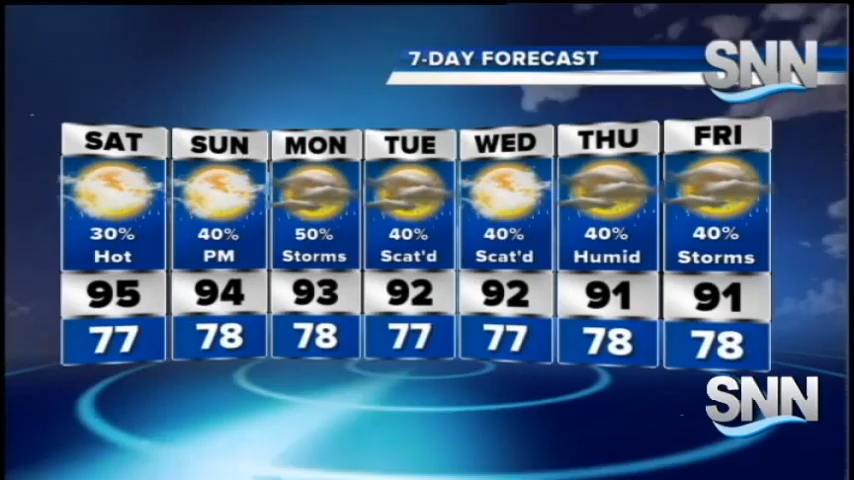 7-DAY FORECAST
SNN
SAT SUN MON TUE WED THU FRI
30% 40% 50% 40% 40% 40% 40%
Hot PM Storms Scat'd Scat'd Humid Storms
95 94 93 92 92 91 91
77 78 78 77 77 78 78
SNN